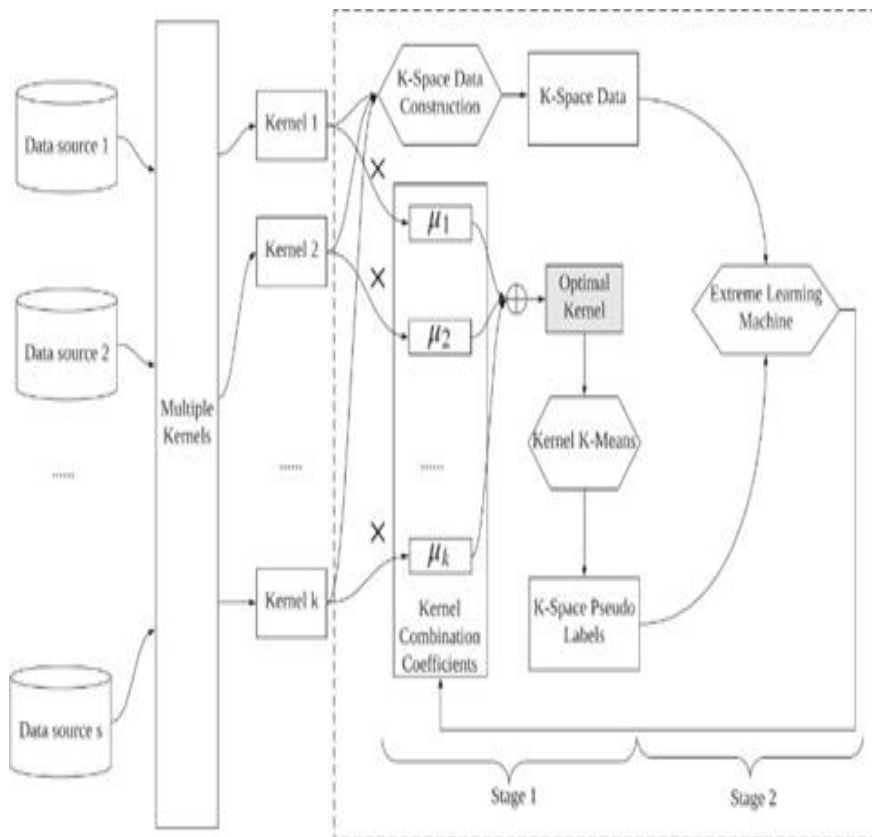 Data source 1
Data source 2
......
Data source s
Multiple
Kernels
Kernel 1
Kernel 2
......
Kernel k
K-Space Data
Construction
K-Space Data
×
μ1
×
μ2
......
×
μk
Kernel
Combination
Coefficients
Optimal
Kernel
Kernel K-Means
K-Space Pseudo
Labels
Extreme Learning
Machine
Stage 1
Stage 2